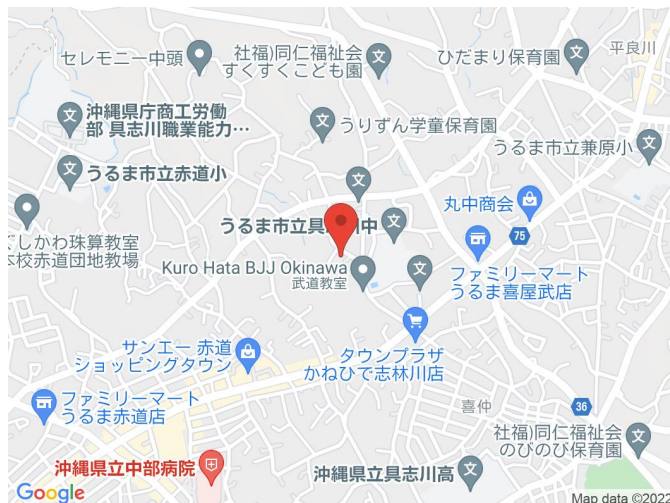 セレモニー中頭
社福)同仁福祉会
すくすくこども園
ひだまり保育園
平良川
沖縄県庁商工労働
部 具志川職業能力…
うりずん学童保育園
うるま市立兼原小
うるま市立赤道小
丸中商会
うるま市立具
川中
75
ぐしかわ珠算教室
本校赤道団地教場
Kuro Hata BJJ Okinawa
武道教室
ファミリーマート
うるま喜屋武店
サンエー 赤道
ショッピングタウン
タウンプラザ
かねひで志林川店
ファミリーマート
うるま赤道店
喜仲
36
社福)同仁福祉会
のびのび保育園
沖縄県立中部病院
沖縄県立具志川高
Google
Map data ©2022